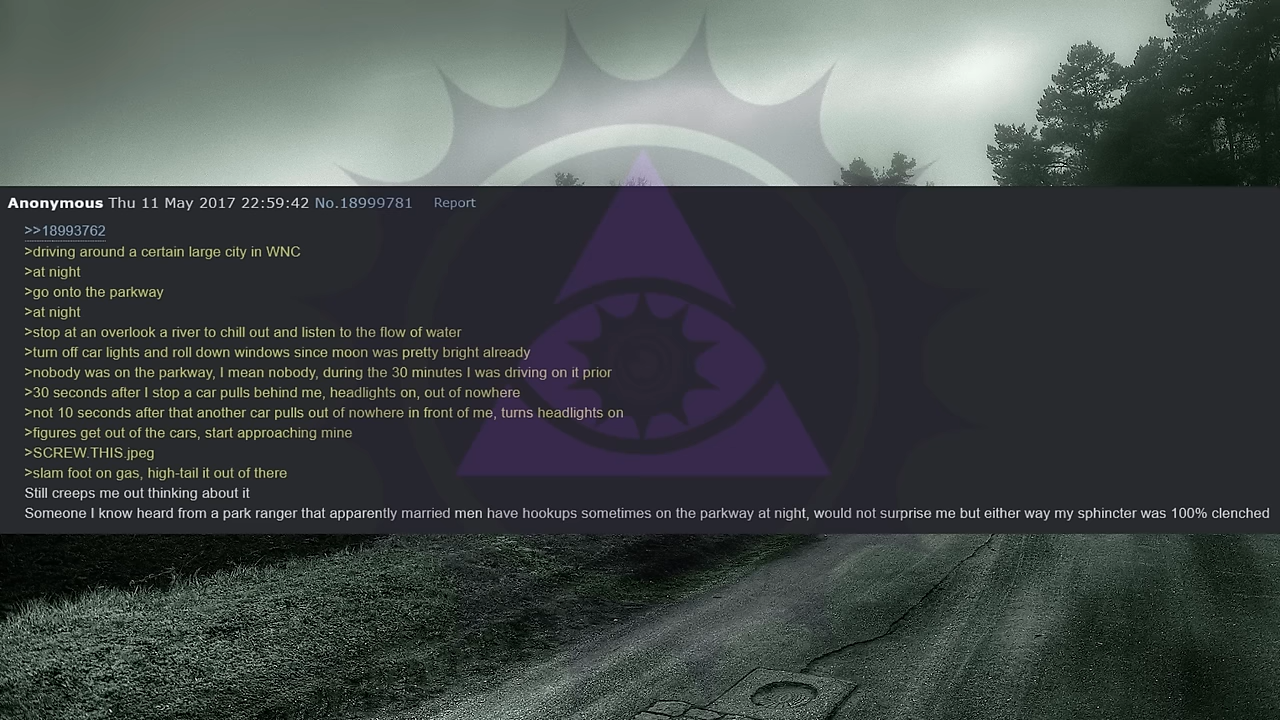 Anonymous Thu 11 May 2017 22:59:42 No.18999781 Report
>>18993762
>driving around a certain large city in WNC
>at night
>go onto the parkway
>at night
>stop at an overlook a river to chill out and listen to the flow of water
>turn off car lights and roll down windows since moon was pretty bright already
>nobody was on the parkway, I mean nobody, during the 30 minutes I was driving on it prior
>30 seconds after I stop a car pulls behind me, headlights on, out of nowhere
>not 10 seconds after that another car pulls out of nowhere in front of me, turns headlights on
>figures get out of the cars, start approaching mine
>SCREW.THIS.jpeg
>slam foot on gas, high-tail it out of there
Still creeps me out thinking about it
Someone I know heard from a park ranger that apparently married men have hookups sometimes on the parkway at night, would not surprise me but either way my sphincter was 100% clenched